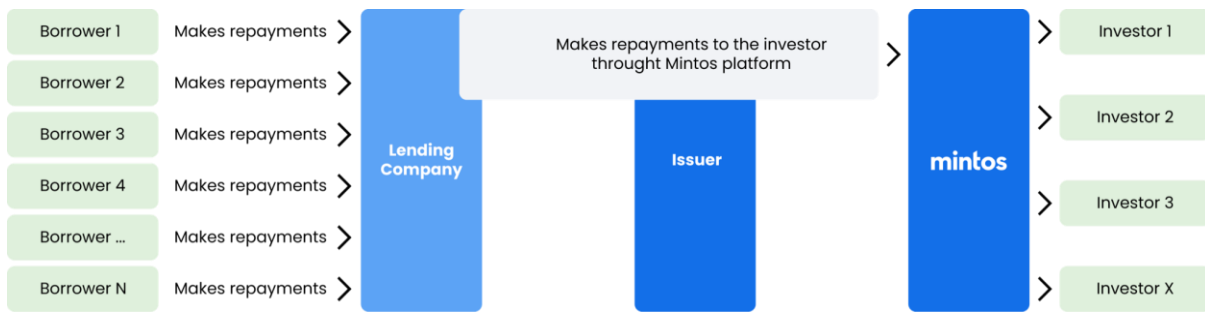 Borrower 1 Makes repayments
Borrower 2 Makes repayments
Borrower 3 Makes repayments
Borrower 4 Makes repayments
Borrower ... Makes repayments
Borrower N Makes repayments
Lending
Company
Makes repayments to the investor
throught Mintos platform
Issuer
mintos
Investor 1
Investor 2
Investor 3
Investor X